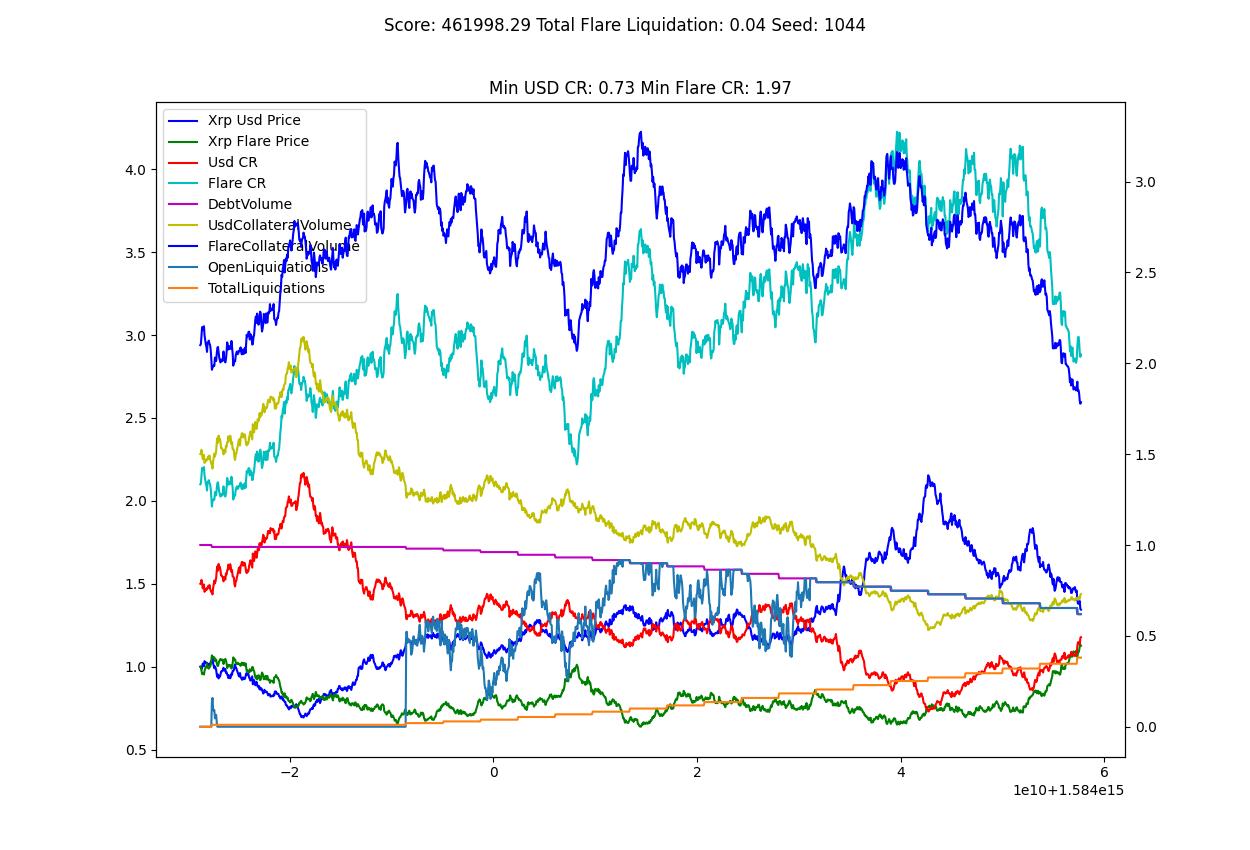 Score: 461998.29 Total Flare Liquidation: 0.04 Seed: 1044
Min USD CR: 0.73 Min Flare CR: 1.97
Xrp Usd Price
Xrp Flare Price
Usd CR
Flare CR
DebtVolume
UsdCollateralVolume
FlareCollateralVolume
OpenLiquidations
TotalLiquidations
4.0
3.5
3.0
2.5
2.0
1.5
1.0
0.5
3.0
2.5
2.0
1.5
1.0
0.5
0.0
−2 0 2 4 6
1e10+1.584e15